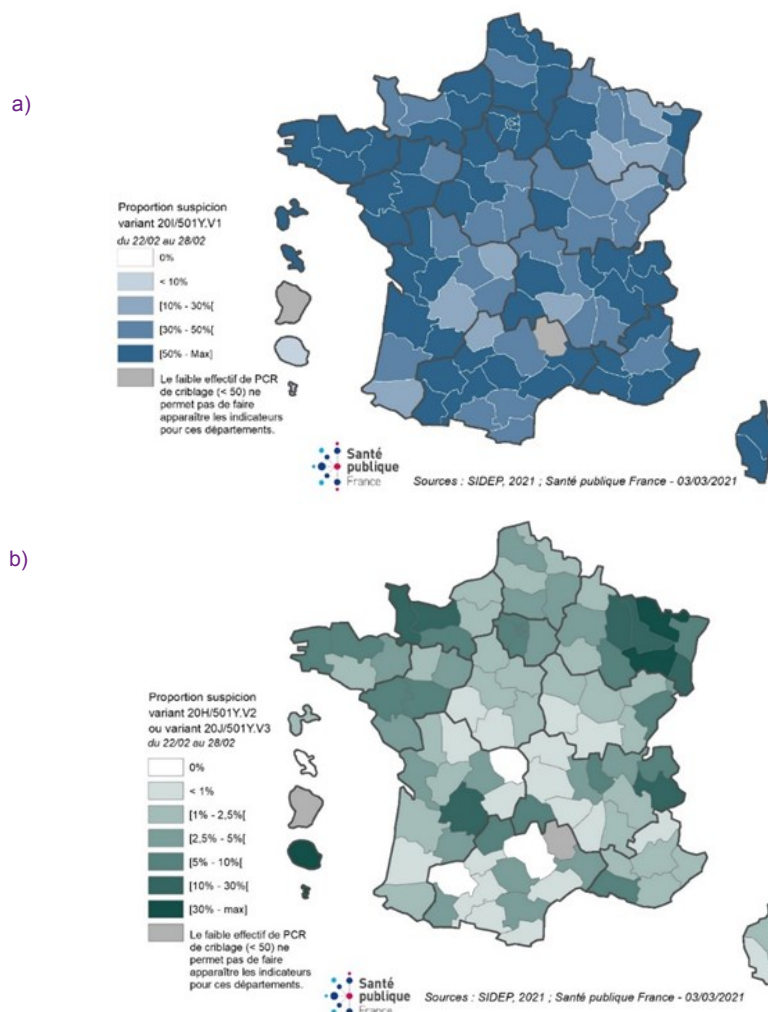 a)
Proportion suspicion
variant 20I/501Y.V1
du 22/02 au 28/02
0%
< 10%
[10% - 30%[
[30% - 50%[
[50% - Max]
Le faible effectif de PCR
de criblage (< 50) ne
permet pas de faire
apparaître les indicateurs
pour ces départements.
Santé
publique
France
Sources : SIDEP, 2021 ; Santé publique France - 03/03/2021
b)
Proportion suspicion
variant 20H/501Y.V2
ou variant 20J/501Y.V3
du 22/02 au 28/02
0%
< 1%
[1% - 2,5%[
[2,5% - 5%[
[5% - 10%[
[10% - 30%[
[30% - max]
Le faible effectif de PCR
de criblage (< 50) ne
permet pas de faire
apparaître les indicateurs
pour ces départements.
Santé
publique
France
Sources : SIDEP, 2021 ; Santé publique France - 03/03/2021